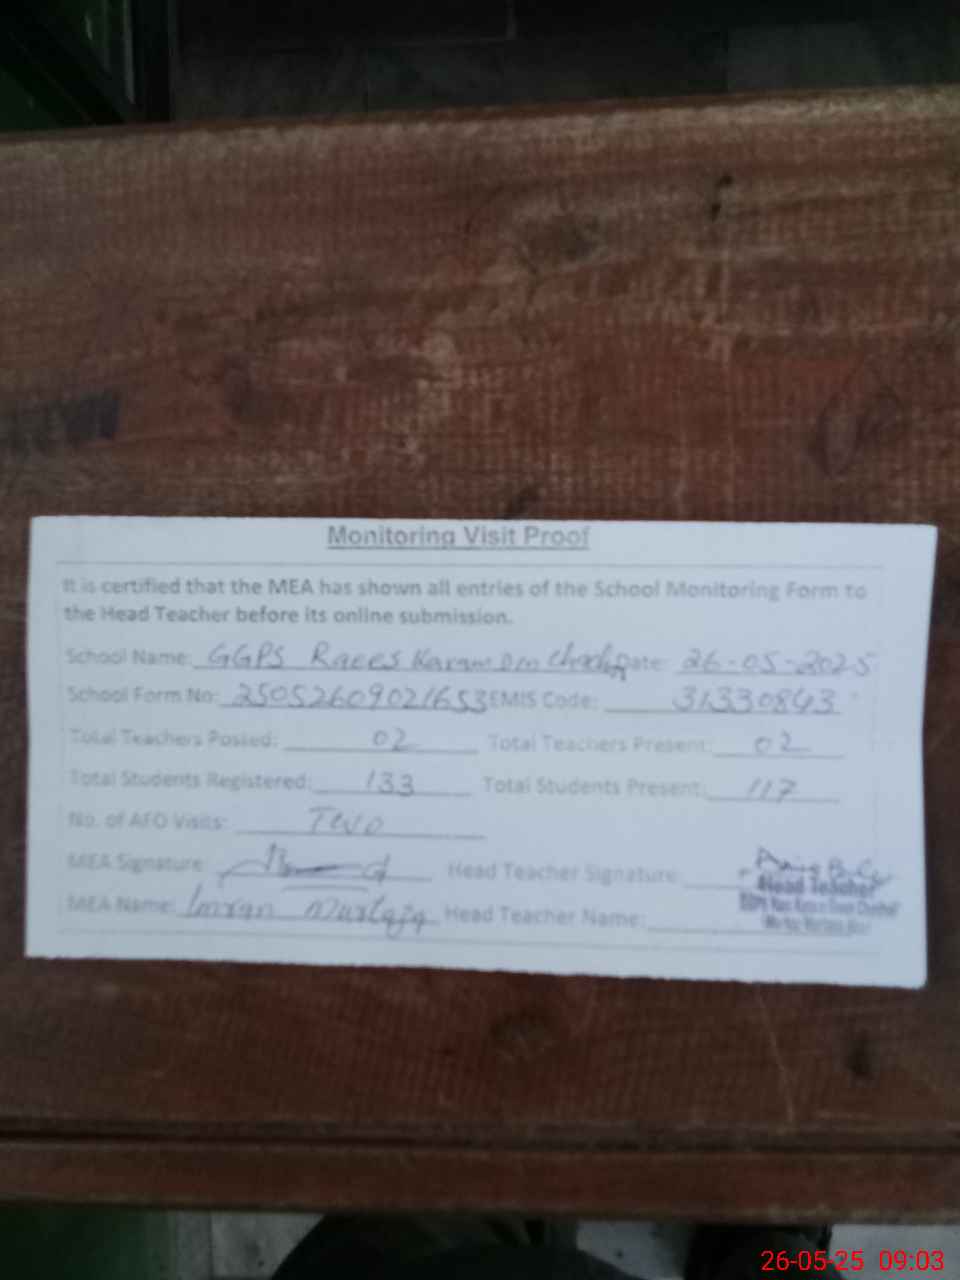 Monitoring Visit Proof
It is certified that the MEA has shown all entries of the School Monitoring Form to
the Head Teacher before its online submission.
School Name: GGPS Raees Karam Din Date: 26-05-2025
School Form No: 25052609021653 EMIS Code: 31330843
Total Teachers Posted: 02 Total Teachers Present: 02
Total Students Registered: 133 Total Students Present: 117
No. of AFO Visits: Two
MEA Signature Head Teacher Signature
Head Teacher
MEA Name: Imran Murtaza Head Teacher Name:
26-05-25 09:03